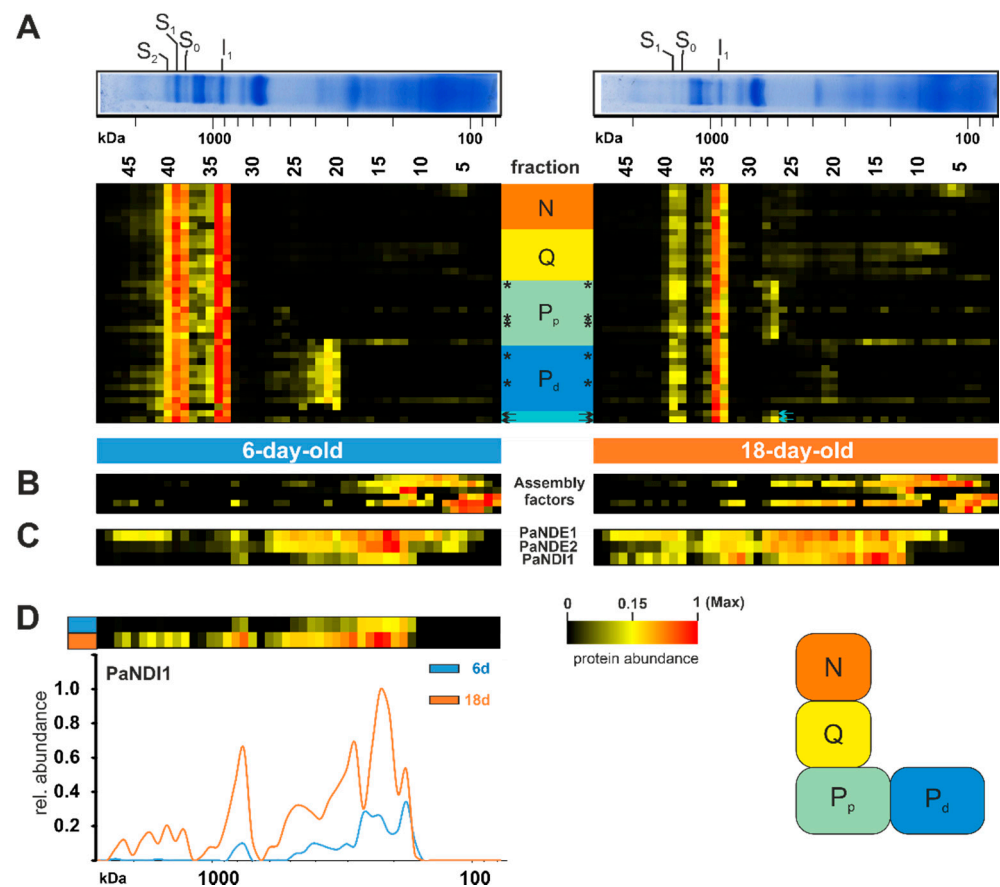 A
S2 S1 S0 I1
S1 S0 I1
kDa 1000 100
kDa 1000 100
45 40 35 30 25 20 15 10 5
fraction
45 40 35 30 25 20 15 10 5
N
Q
* *
Pp
* *
* *
* *
Pd
* *
6-day-old
18-day-old
B
Assembly
factors
C
PaNDE1
PaNDE2
PaNDI1
D
0 0.15 1 (Max)
protein abundance
PaNDI1
6d
18d
rel. abundance
1.0
0.8
0.6
0.4
0.2
kDa 1000 100
N
Q
Pp Pd